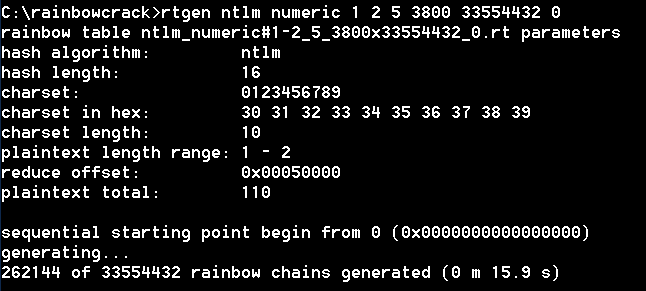 C:\rainbowcrack>rtgen ntlm numeric 1 2 5 3800 33554432 0
rainbow table ntlm_numeric#1-2_5_3800x33554432_0.rt parameters
hash algorithm: ntlm
hash length: 16
charset: 0123456789
charset in hex: 30 31 32 33 34 35 36 37 38 39
charset length: 10
plaintext length range: 1 - 2
reduce offset: 0x00050000
plaintext total: 110
sequential starting point begin from 0 (0x0000000000000000)
generating...
262144 of 33554432 rainbow chains generated (0 m 15.9 s)